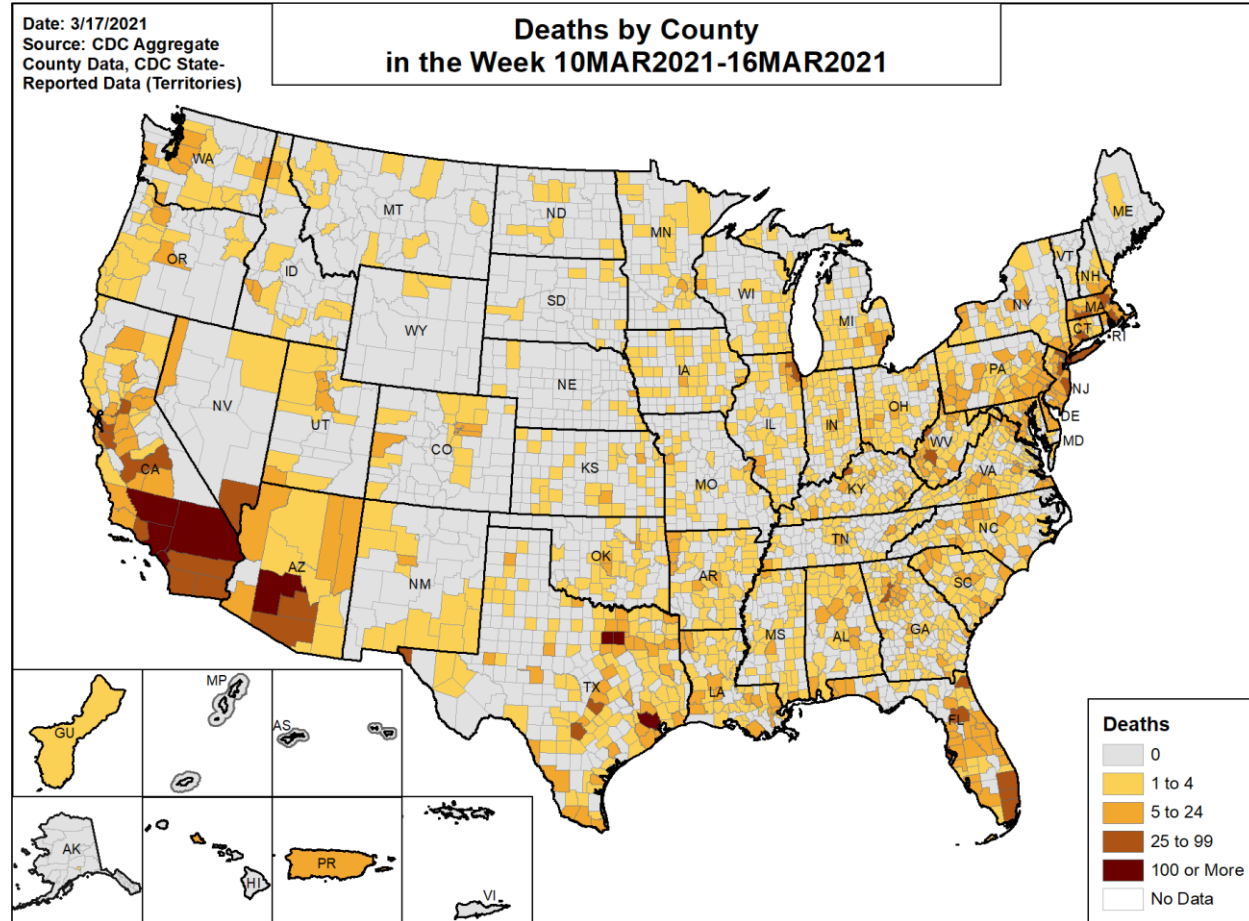 Date: 3/17/2021
Source: CDC Aggregate
County Data, CDC State-
Reported Data (Territories)
Deaths by County
in the Week 10MAR2021-16MAR2021
WA
MT
ND
MN
ME
OR
ID
SD
WI
MI
VT
NH
NY
MA
CT
RI
WY
IA
NE
PA
NJ
NV
UT
CO
IL
IN
OH
DE
MD
WV
VA
CA
KS
MO
KY
AZ
NM
OK
AR
TN
NC
SC
MS
AL
GA
TX
LA
FL
GU
MP
AS
AK
HI
PR
VI
Deaths
0
1 to 4
5 to 24
25 to 99
100 or More
No Data